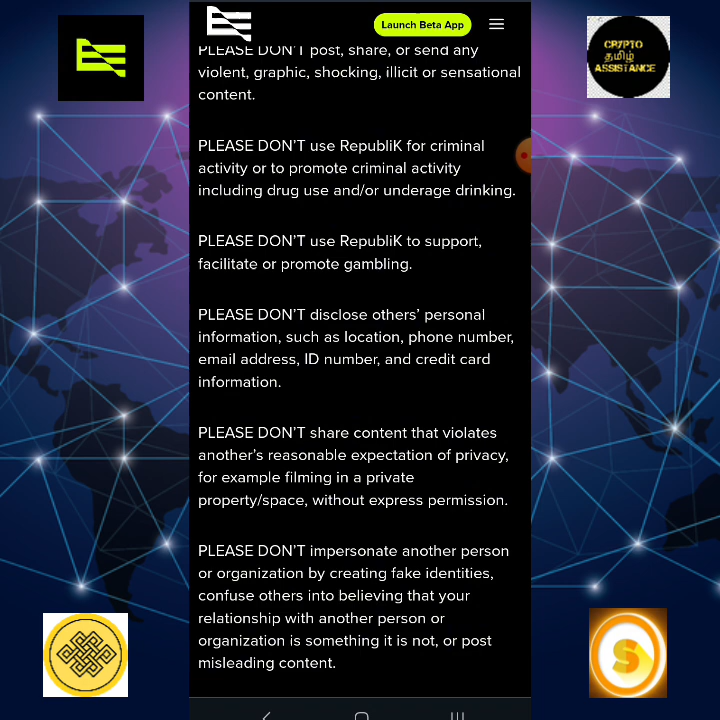 Launch Beta App
CRYPTO
தமிழ்
ASSISTANCE
PLEASE DON'T post, share, or send any
violent, graphic, shocking, illicit or sensational
content.
PLEASE DON'T use RepubliK for criminal
activity or to promote criminal activity
including drug use and/or underage drinking.
PLEASE DON'T use RepubliK to support,
facilitate or promote gambling.
PLEASE DON'T disclose others' personal
information, such as location, phone number,
email address, ID number, and credit card
information.
PLEASE DON'T share content that violates
another's reasonable expectation of privacy,
for example filming in a private
property/space, without express permission.
PLEASE DON'T impersonate another person
or organization by creating fake identities,
confuse others into believing that your
relationship with another person or
organization is something it is not, or post
misleading content.
S